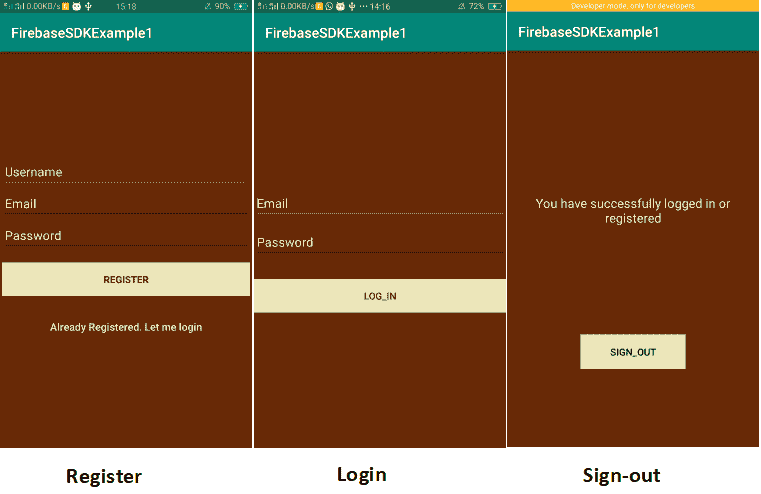 0.00KB/s 15:18 90%
FirebaseSDKExample1
Username
Email
Password
REGISTER
Already Registered. Let me login
Register
0.00KB/s ··· 14:16 72%
FirebaseSDKExample1
Email
Password
LOG_IN
Login
Developer mode: only for developers
FirebaseSDKExample1
You have successfully logged in or
registered
SIGN_OUT
Sign-out